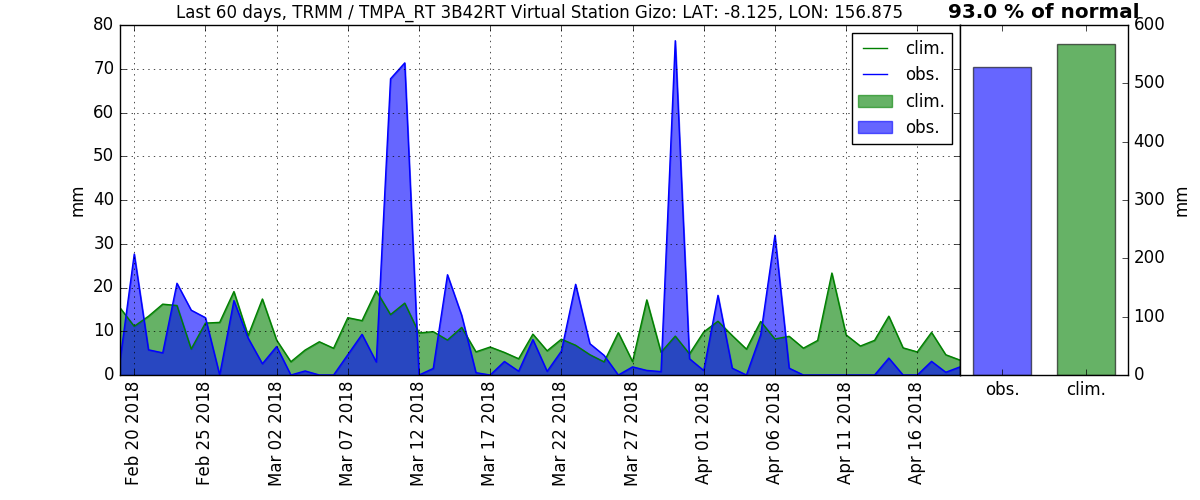 Last 60 days, TRMM / TMPA_RT 3B42RT Virtual Station Gizo: LAT: -8.125, LON: 156.875
93.0 % of normal
80
70
60
50
40
30
20
10
0
mm
clim.
obs.
clim.
obs.
Feb 20 2018
Feb 25 2018
Mar 02 2018
Mar 07 2018
Mar 12 2018
Mar 17 2018
Mar 22 2018
Mar 27 2018
Apr 01 2018
Apr 06 2018
Apr 11 2018
Apr 16 2018
600
500
400
300
200
100
0
mm
obs.
clim.